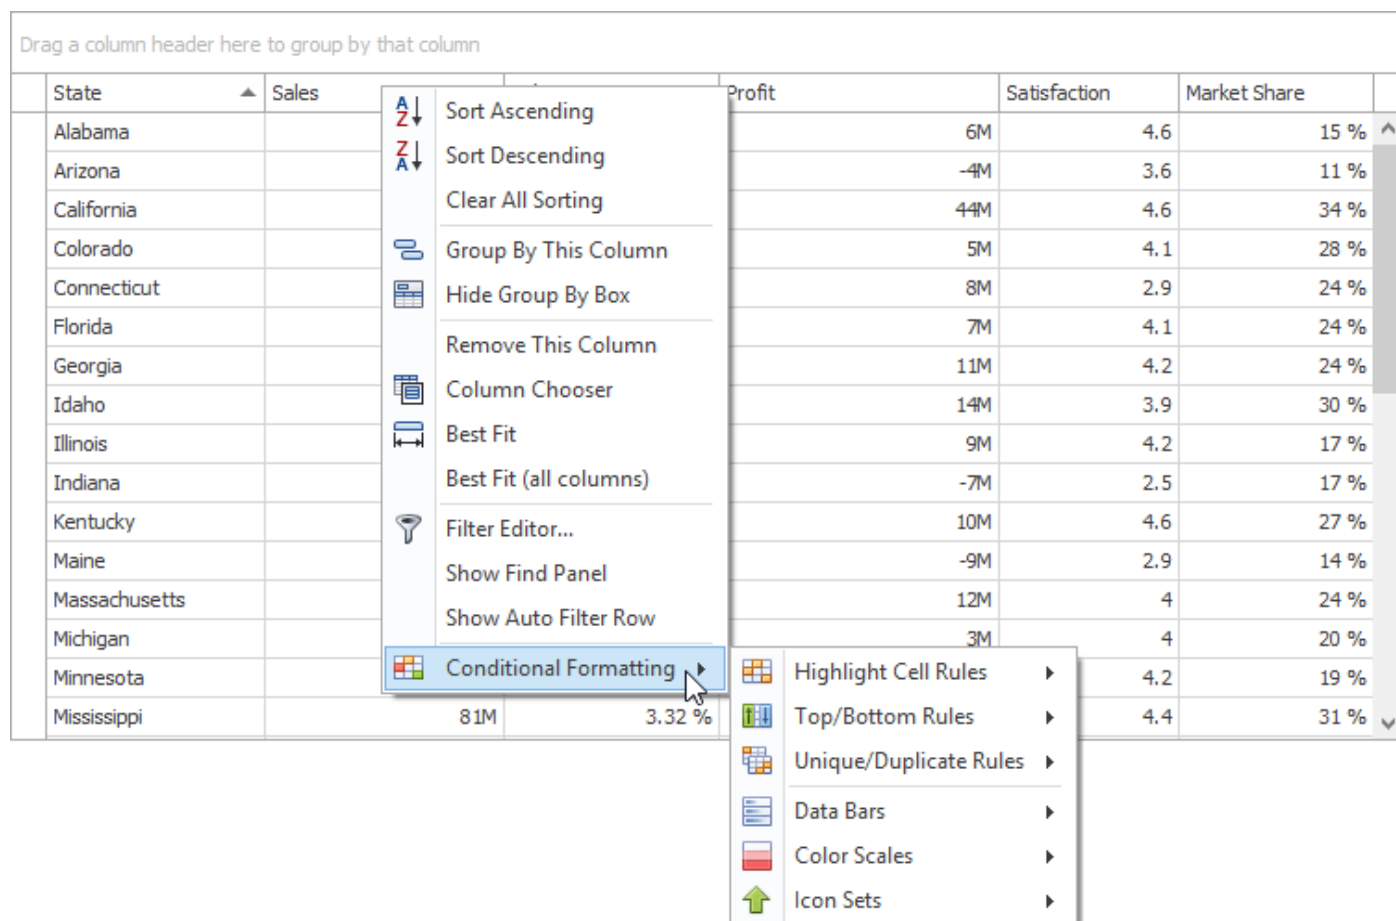 Drag a column header here to group by that column
State Sales Profit Satisfaction Market Share
Alabama 6M 4.6 15 %
Arizona -4M 3.6 11 %
California 44M 4.6 34 %
Colorado 5M 4.1 28 %
Connecticut 8M 2.9 24 %
Florida 7M 4.1 24 %
Georgia 11M 4.2 24 %
Idaho 14M 3.9 30 %
Illinois 9M 4.2 17 %
Indiana -7M 2.5 17 %
Kentucky 10M 4.6 27 %
Maine -9M 2.9 14 %
Massachusetts 12M 4 24 %
Michigan 3M 4 20 %
Minnesota 4.2 19 %
Mississippi 81M 3.32 % 4.4 31 %
Sort Ascending
Sort Descending
Clear All Sorting
Group By This Column
Hide Group By Box
Remove This Column
Column Chooser
Best Fit
Best Fit (all columns)
Filter Editor...
Show Find Panel
Show Auto Filter Row
Conditional Formatting
Highlight Cell Rules
Top/Bottom Rules
Unique/Duplicate Rules
Data Bars
Color Scales
Icon Sets